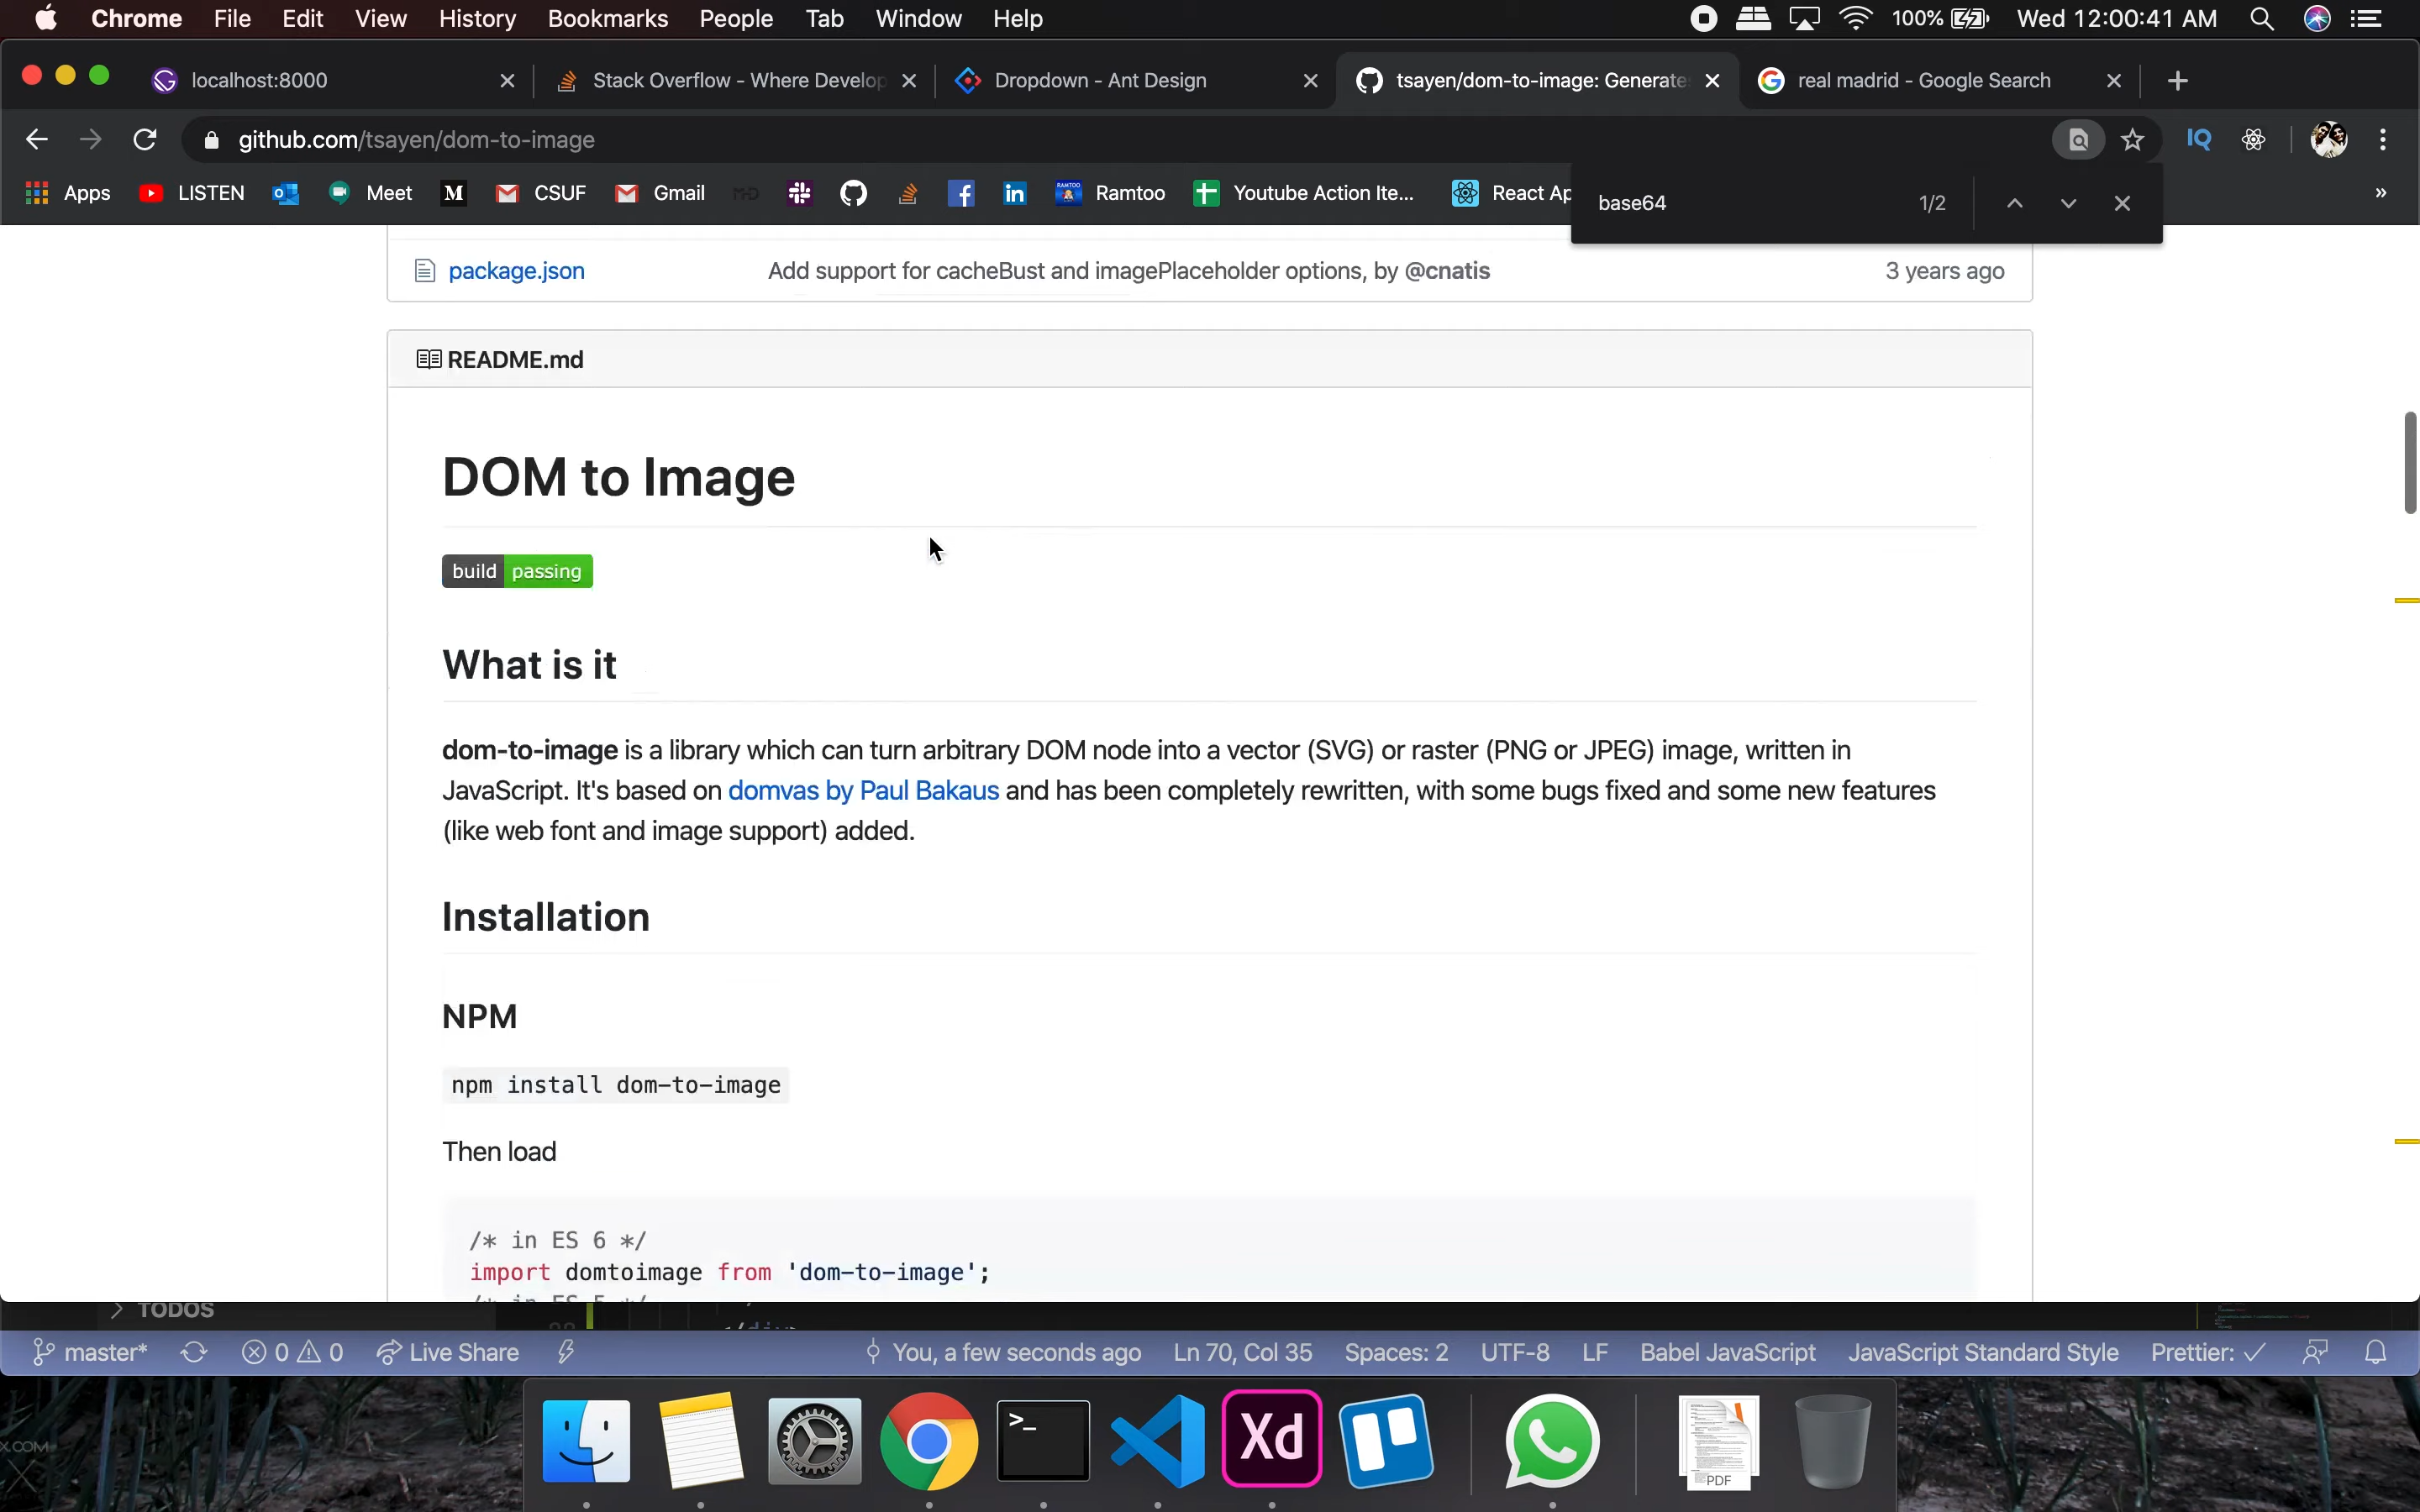 Chrome File Edit View History Bookmarks People Tab Window Help 100% Wed 12:00:41 AM
localhost:8000 Stack Overflow - Where Develop Dropdown - Ant Design tsayen/dom-to-image: Generate real madrid - Google Search
github.com/tsayen/dom-to-image
Apps LISTEN Meet M CSUF Gmail Ramtoo Youtube Action Ite... React Ap »
base64 1/2
package.json Add support for cacheBust and imagePlaceholder options, by @cnatis 3 years ago
README.md
DOM to Image
build passing
What is it
dom-to-image is a library which can turn arbitrary DOM node into a vector (SVG) or raster (PNG or JPEG) image, written in
JavaScript. It's based on domvas by Paul Bakaus and has been completely rewritten, with some bugs fixed and some new features
(like web font and image support) added.
Installation
NPM
npm install dom-to-image
Then load
/* in ES 6 */
import domtoimage from 'dom-to-image';
/* in ES 5 */
TODOS
master* 0 0 Live Share You, a few seconds ago Ln 70, Col 35 Spaces: 2 UTF-8 LF Babel JavaScript JavaScript Standard Style Prettier: ✓
>_ Xd PDF